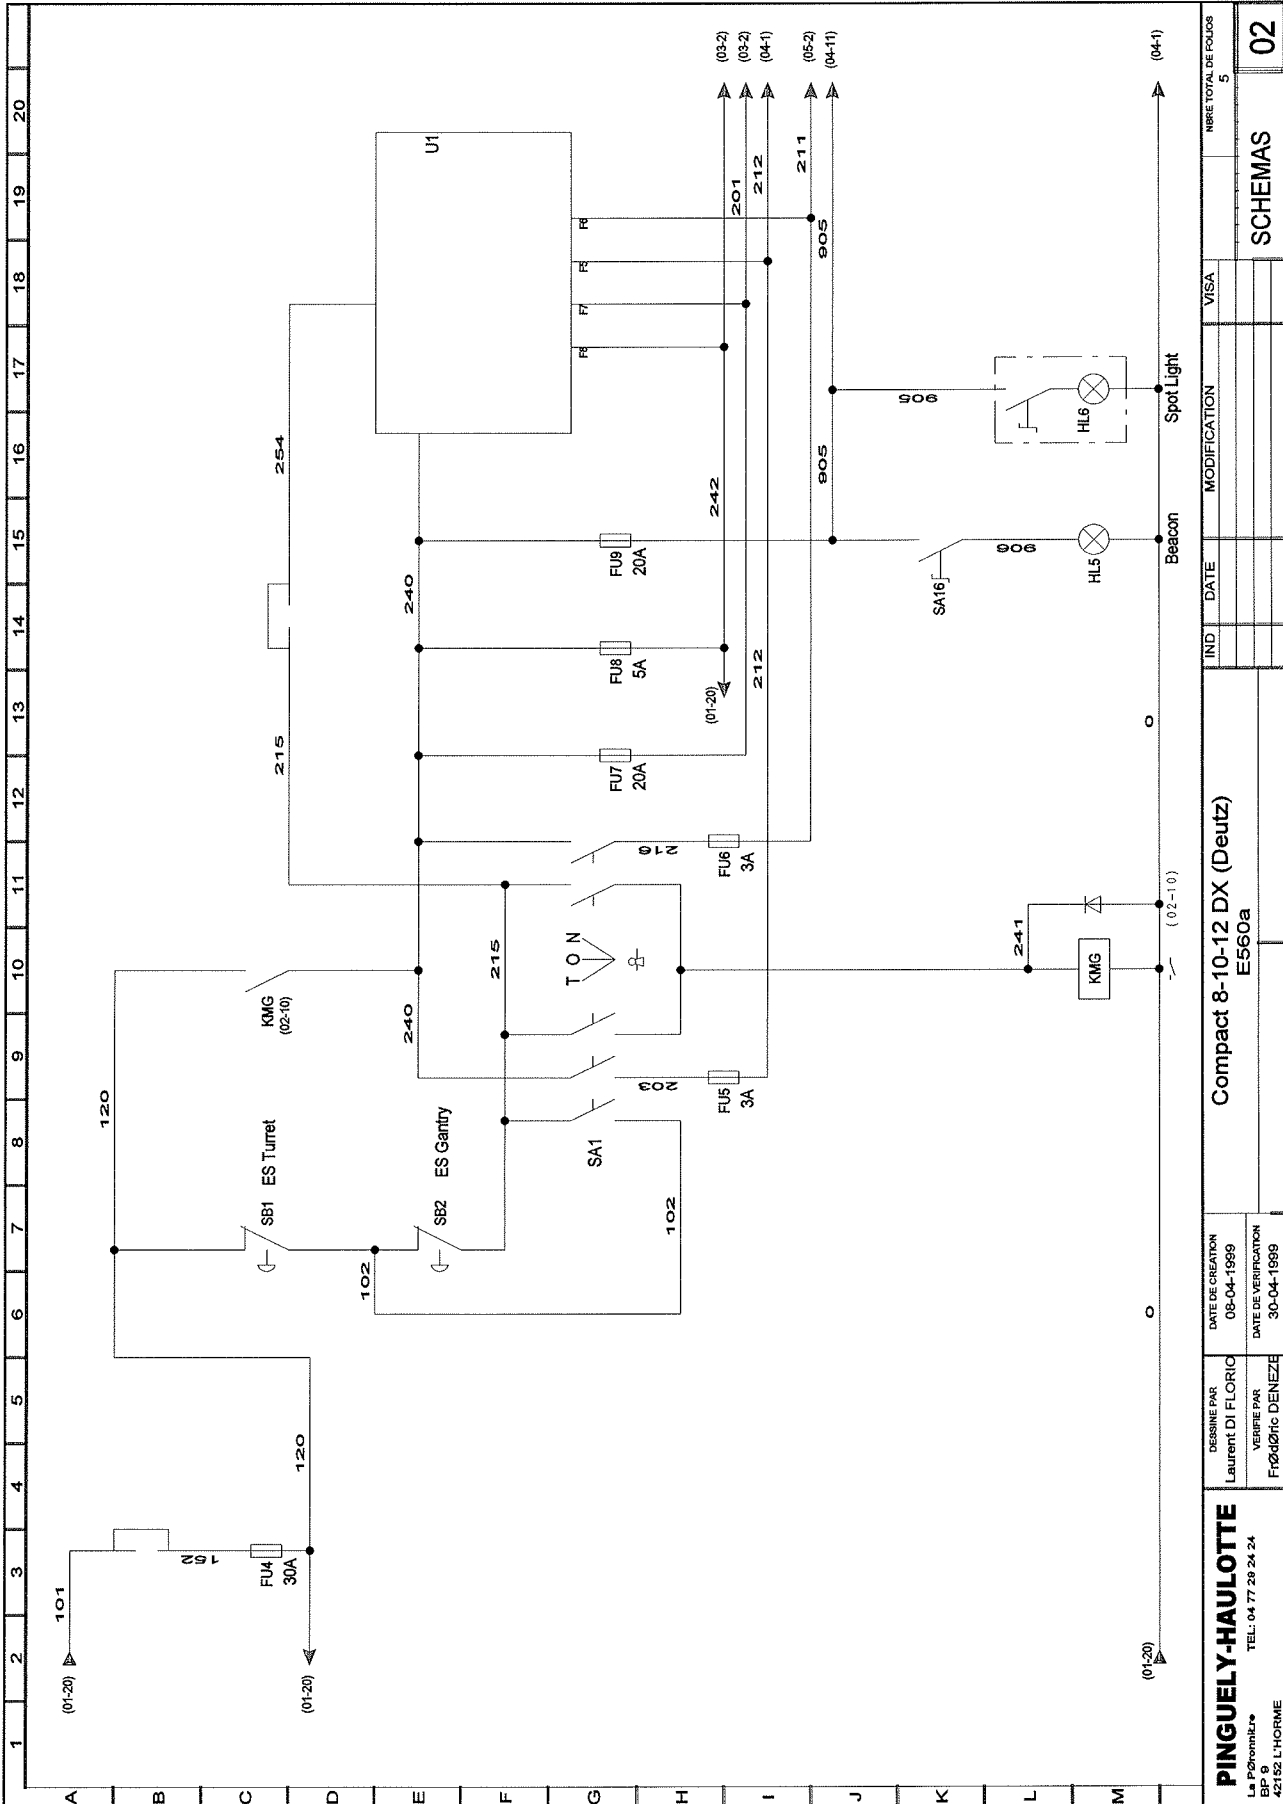 1 2 3 4 5 6 7 8 9 10 11 12 13 14 15 16 17 18 19 20
A
B
C
D
E
F
G
H
I
J
K
L
M
(01-20)
101
152
FU4
30A
120
(01-20)
120
SB1 ES Turret
KMG
(02-10)
102
SB2 ES Gantry
240
215
215
254
240
U1
F8
F7
F5
F6
SA1
T O N
203
216
102
FU5
3A
FU6
3A
FU7
20A
FU8
5A
FU9
20A
(01-20)
242
201
212
212
211
905
905
(03-2)
(03-2)
(04-1)
(05-2)
(04-11)
SA16
906
905
HL5
HL6
241
KMG
Beacon
Spot Light
(01-20)
0
0
(02-10)
(04-1)
PINGUELY-HAULOTTE
TEL: 04 77 29 24 24
BP 9
42152 L'HORME
DESSINE PAR
Laurent DI FLORIO
VERIFIE PAR
FrØdØric DENEZE
DATE DE CREATION
08-04-1999
DATE DE VERIFICATION
30-04-1999
Compact 8-10-12 DX (Deutz)
E560a
IND DATE MODIFICATION VISA
NBRE TOTAL DE FOLIOS
5
SCHEMAS
02